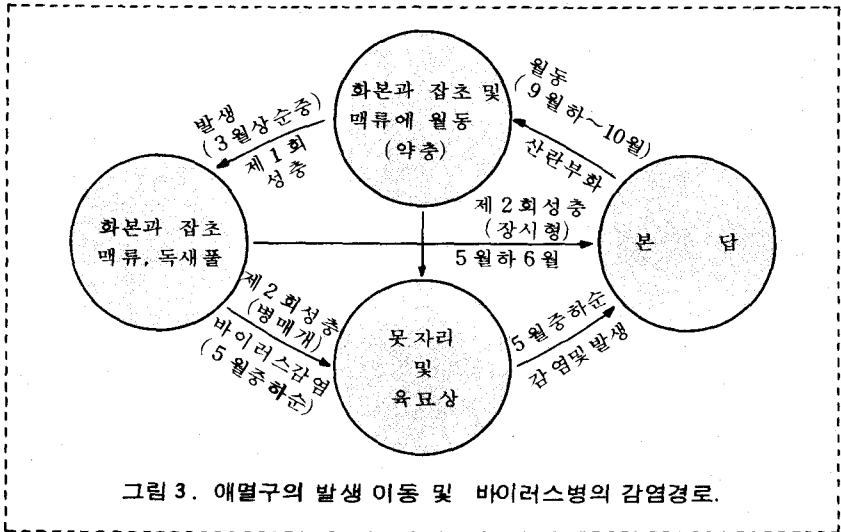 화본과 잡초 및
맥류에 월동
(약충)
월동
(9월하~10월)
산란부화
발생
(3월상순중)
제1회
성충
화본과 잡초
맥류, 독새풀
제2회성충
(장시형)
5월하 6월
본 답
제2회성충
(병매개)
바이러스감염
(5월중하순)
못자리
및
육묘상
5월중하순
감염및발생
그림 3. 애멸구의 발생 이동 및 바이러스병의 감염경로.